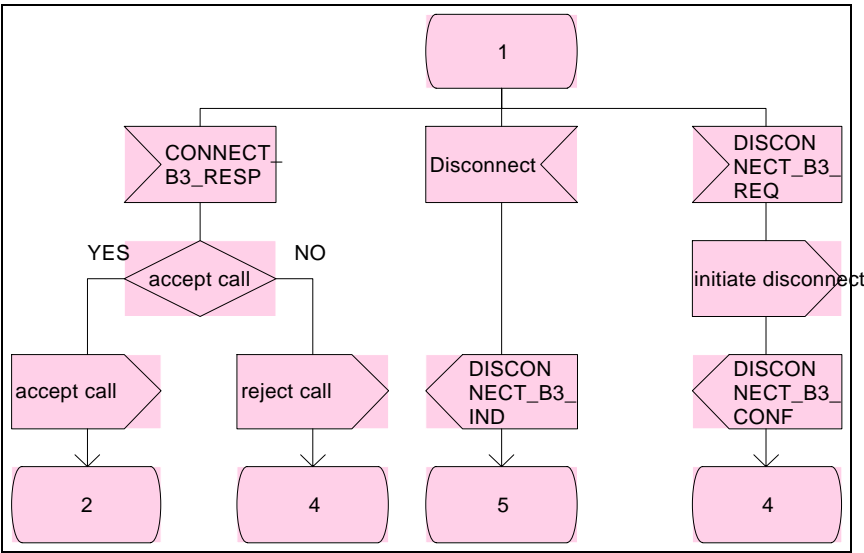 1
CONNECT_
B3_RESP
Disconnect
DISCON
NECT_B3_
REQ
YES
NO
accept call
initiate disconnect
accept call
reject call
DISCON
NECT_B3_
IND
DISCON
NECT_B3_
CONF
2
4
5
4